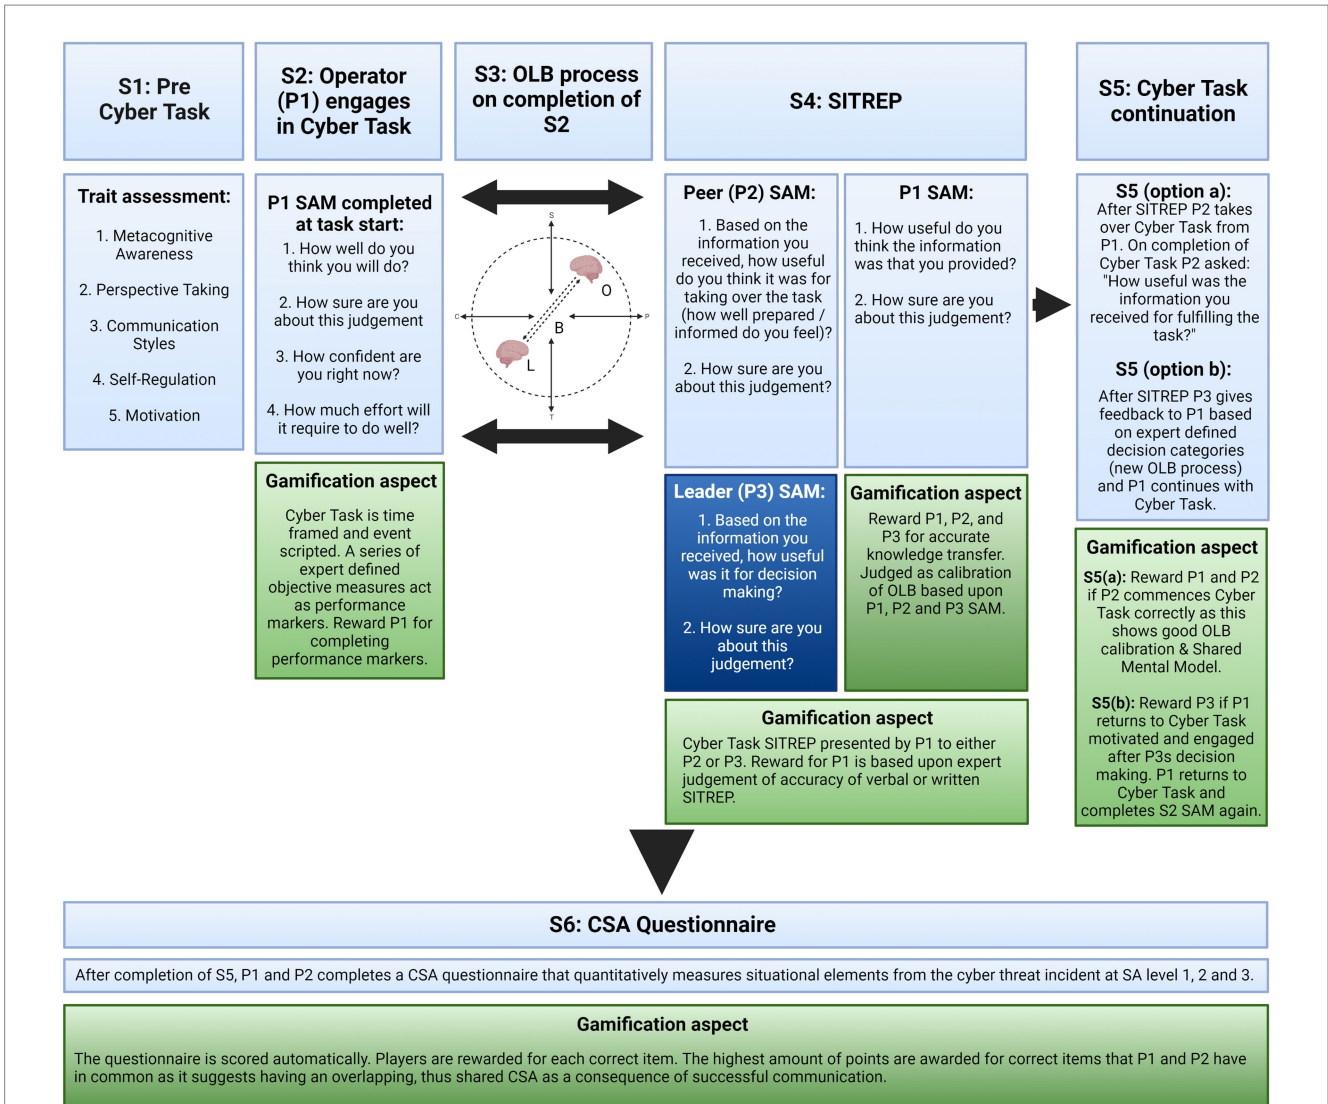 S1: Pre
Cyber Task
S2: Operator
(P1) engages
in Cyber Task
S3: OLB process
on completion of
S2
S4: SITREP
S5: Cyber Task
continuation
Trait assessment:
1. Metacognitive
Awareness
2. Perspective Taking
3. Communication
Styles
4. Self-Regulation
5. Motivation
P1 SAM completed
at task start:
1. How well do you
think you will do?
2. How sure are you
about this judgement
3. How confident are
you right now?
4. How much effort will
it require to do well?
Gamification aspect
Cyber Task is time
framed and event
scripted. A series of
expert defined
objective measures act
as performance
markers. Reward P1 for
completing
performance markers.
S
O
C
B
P
L
T
Peer (P2) SAM:
1. Based on the
information you
received, how useful
do you think it was for
taking over the task
(how well prepared /
informed do you feel)?
2. How sure are you
about this judgement?
P1 SAM:
1. How useful do you
think the information
was that you provided?
2. How sure are you
about this judgement?
Leader (P3) SAM:
1. Based on the
information you
received, how useful
was it for decision
making?
2. How sure are you
about this
judgement?
Gamification aspect
Reward P1, P2, and
P3 for accurate
knowledge transfer.
Judged as calibration
of OLB based upon
P1, P2 and P3 SAM.
Gamification aspect
Cyber Task SITREP presented by P1 to either
P2 or P3. Reward for P1 is based upon expert
judgement of accuracy of verbal or written
SITREP.
S5 (option a):
After SITREP P2 takes
over Cyber Task from
P1. On completion of
Cyber Task P2 asked:
"How useful was the
information you
received for fulfilling the
task?"
S5 (option b):
After SITREP P3 gives
feedback to P1 based
on expert defined
decision categories
(new OLB process)
and P1 continues with
Cyber Task.
Gamification aspect
S5(a): Reward P1 and P2
if P2 commences Cyber
Task correctly as this
shows good OLB
calibration & Shared
Mental Model.
S5(b): Reward P3 if P1
returns to Cyber Task
motivated and engaged
after P3s decision
making. P1 returns to
Cyber Task and
completes S2 SAM again.
S6: CSA Questionnaire
After completion of S5, P1 and P2 completes a CSA questionnaire that quantitatively measures situational elements from the cyber threat incident at SA level 1, 2 and 3.
Gamification aspect
The questionnaire is scored automatically. Players are rewarded for each correct item. The highest amount of points are awarded for correct items that P1 and P2 have
in common as it suggests having an overlapping, thus shared CSA as a consequence of successful communication.